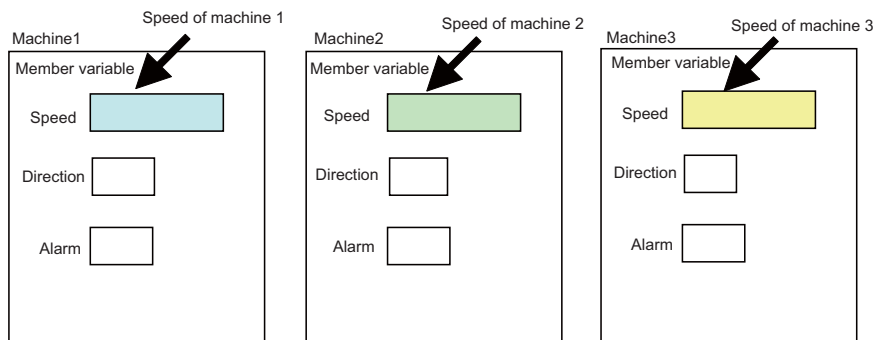 Speed of machine 1
Machine1
Member variable
Speed
Direction
Alarm
Speed of machine 2
Machine2
Member variable
Speed
Direction
Alarm
Speed of machine 3
Machine3
Member variable
Speed
Direction
Alarm